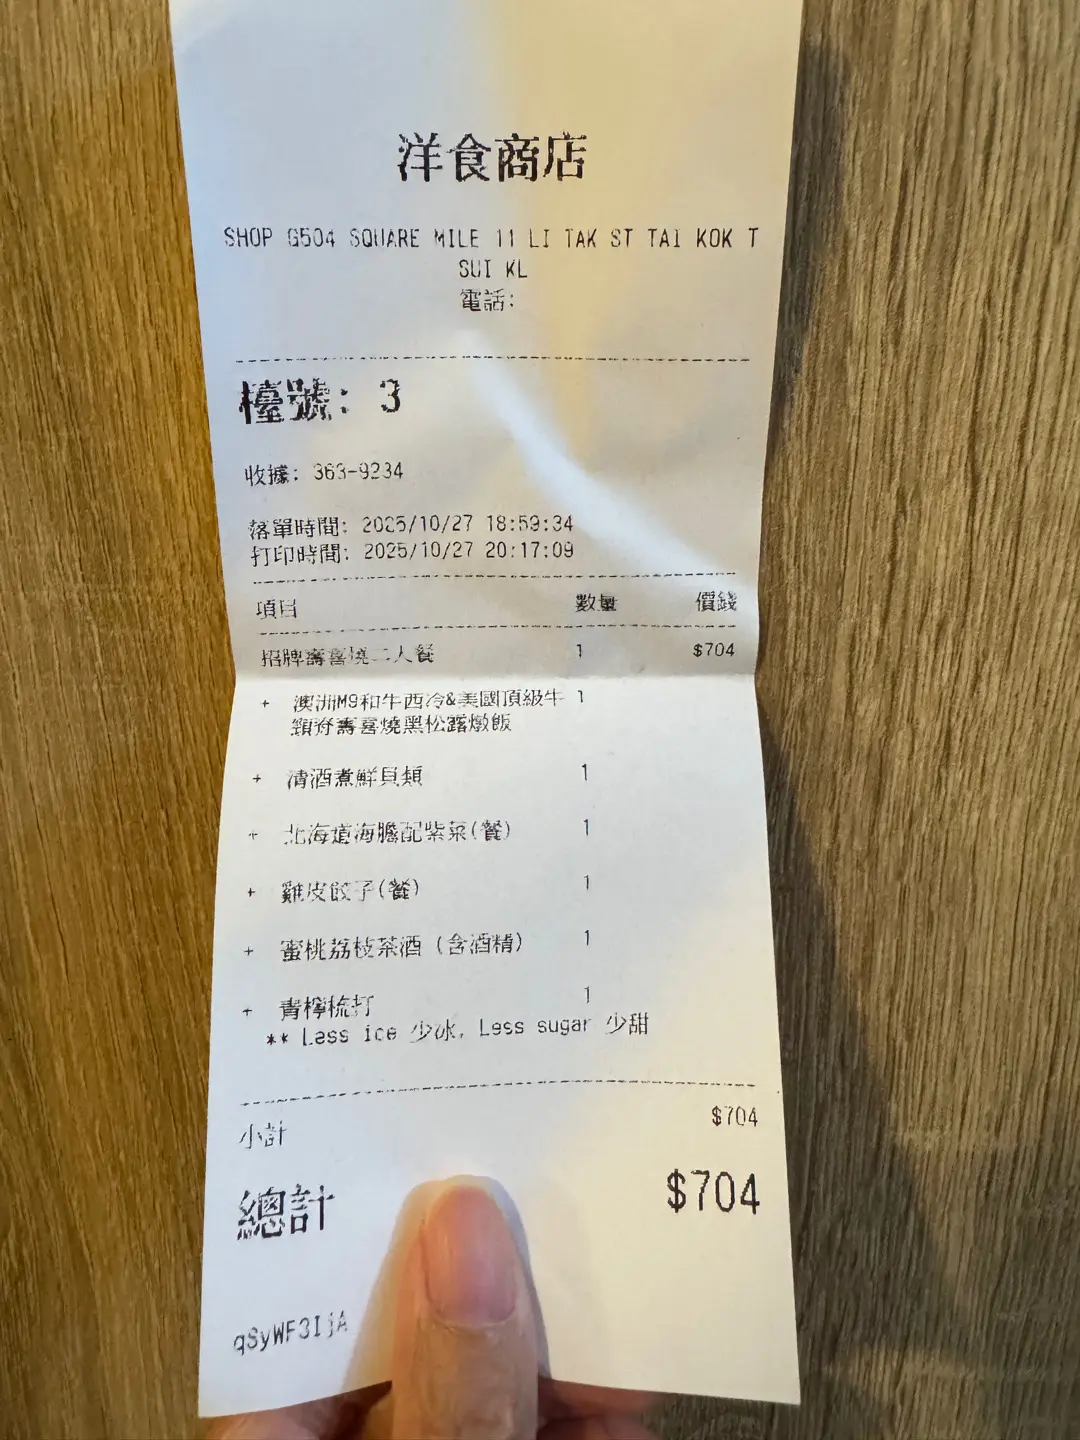 洋食商店
SHOP G504 SQUARE MILE 11 LI TAK ST TAI KOK T
SUI KL
電話:
檯號: 3
收據: 363-9234
落單時間: 2025/10/27 18:59:34
打印時間: 2025/10/27 20:17:09
項目 數量 價錢
招牌壽喜燒二人餐 1 $704
+ 澳洲M9和牛西冷&美國頂級牛 1
頸脊壽喜燒黑松露燉飯
+ 清酒煮鮮貝類 1
+ 北海道海膽配紫菜(餐) 1
+ 雞皮餃子(餐) 1
+ 蜜桃荔枝茶酒 (含酒精) 1
+ 青檸梳打 1
** Less ice 少冰, Less sugar 少甜
小計 $704
總計 $704
qSyWF3IjA